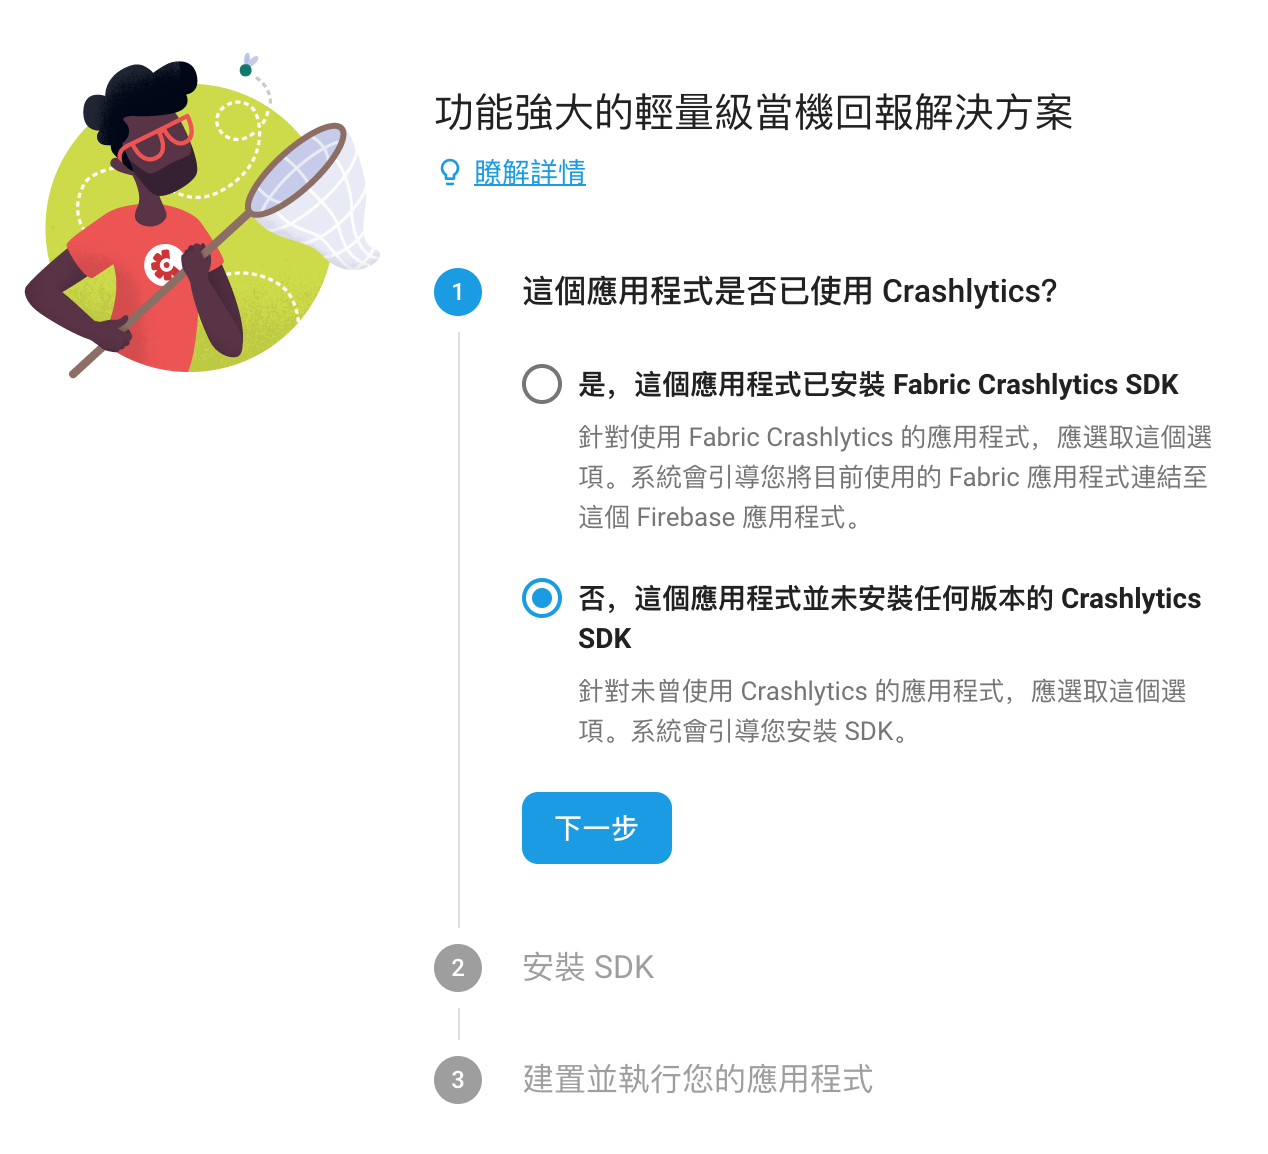 功能強大的輕量級當機回報解決方案
瞭解詳情
1 這個應用程式是否已使用 Crashlytics?
是，這個應用程式已安裝 Fabric Crashlytics SDK
針對使用 Fabric Crashlytics 的應用程式，應選取這個選
項。系統會引導您將目前使用的 Fabric 應用程式連結至
這個 Firebase 應用程式。
否，這個應用程式並未安裝任何版本的 Crashlytics
SDK
針對未曾使用 Crashlytics 的應用程式，應選取這個選
項。系統會引導您安裝 SDK。
下一步
2 安裝 SDK
3 建置並執行您的應用程式